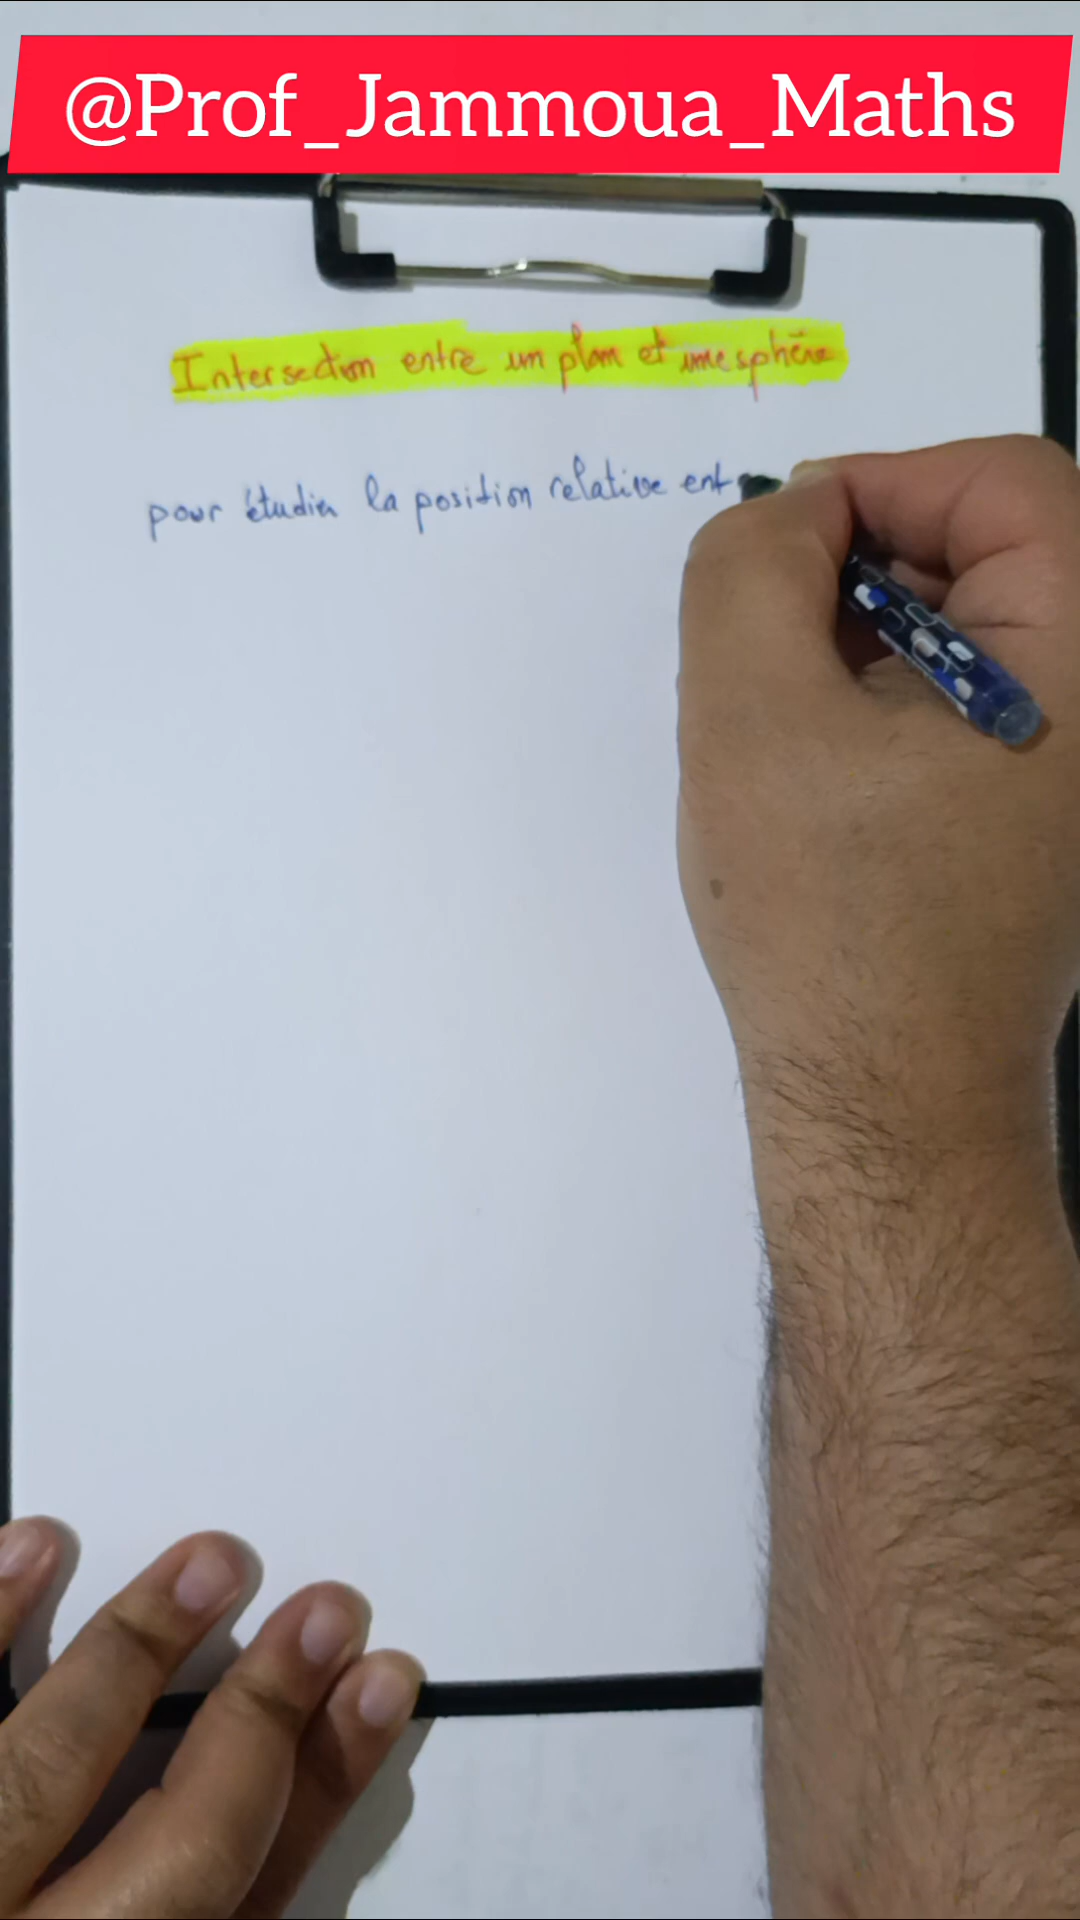 @Prof_Jammoua_Maths
Intersection entre un plan et une sphère
pour étudier la position relative ent